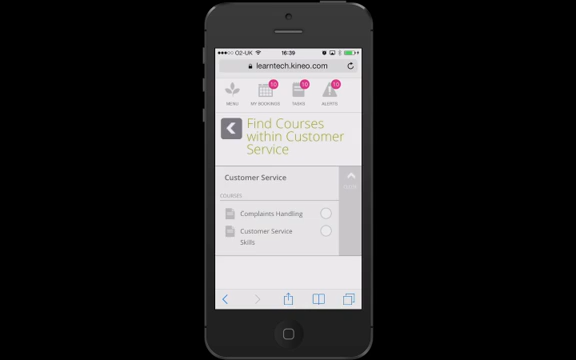 O2-UK 16:39
learntech.kineo.com
10 10 10
MENU MY BOOKINGS TASKS ALERTS
Find Courses
within Customer
Service
Customer Service
COURSES
Complaints Handling
Customer Service
Skills